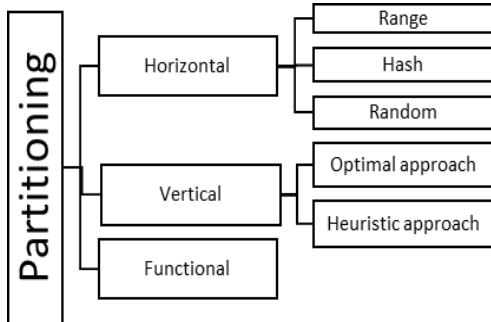 Partitioning
Horizontal
Range
Hash
Random
Vertical
Optimal approach
Heuristic approach
Functional